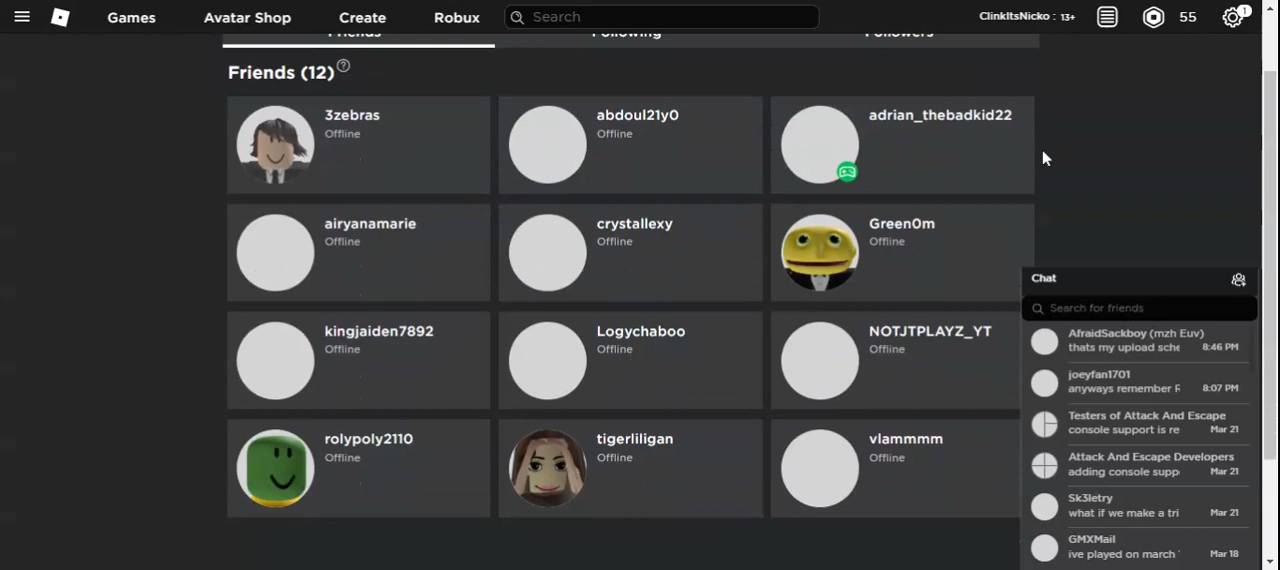 Games Avatar Shop Create Robux Search ClinkItsNicko : 13+ 55 1
Friends Following Followers
Friends (12) ?
3zebras
Offline
abdoul21y0
Offline
adrian_thebadkid22
airyanamarie
Offline
crystallexy
Offline
Green0m
Offline
kingjaiden7892
Offline
Logychaboo
Offline
NOTJTPLAYZ_YT
Offline
rolypoly2110
Offline
tigerliligan
Offline
vlammmm
Offline
Chat
Search for friends
AfraidSackboy (mzh Euv)
thats my upload sche 8:46 PM
joeyfan1701
anyways remember F 8:07 PM
Testers of Attack And Escape
console support is re Mar 21
Attack And Escape Developers
adding console supp Mar 21
Sk3letry
what if we make a tri Mar 21
GMXMail
ive played on march Mar 18